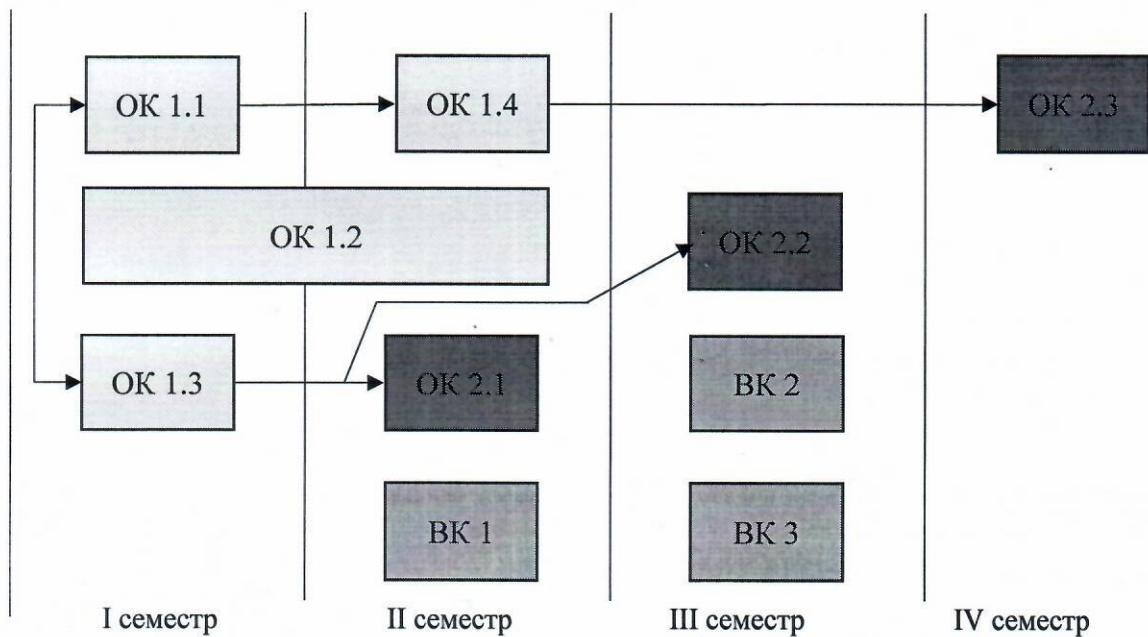 ОК 1.1
ОК 1.4
ОК 2.3
ОК 1.2
ОК 2.2
ОК 1.3
ОК 2.1
ВК 2
ВК 1
ВК 3
I семестр
II семестр
III семестр
IV семестр